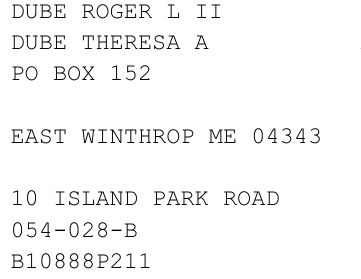 DUBE ROGER L II
DUBE THERESA A
PO BOX 152
EAST WINTHROP ME 04343
10 ISLAND PARK ROAD
054-028-B
B10888P211